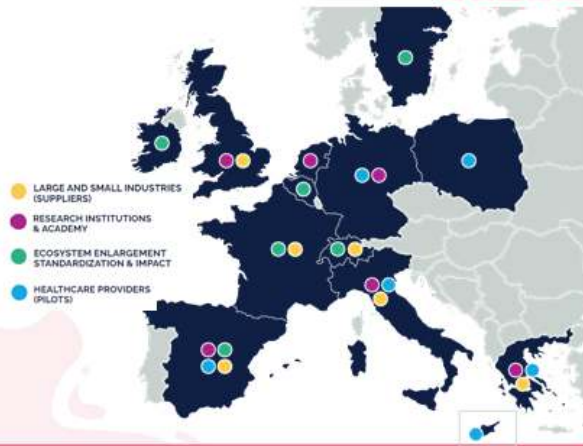 LARGE AND SMALL INDUSTRIES
(SUPPLIERS)
RESEARCH INSTITUTIONS
& ACADEMY
ECOSYSTEM ENLARGEMENT
STANDARDIZATION & IMPACT
HEALTHCARE PROVIDERS
(PILOTS)